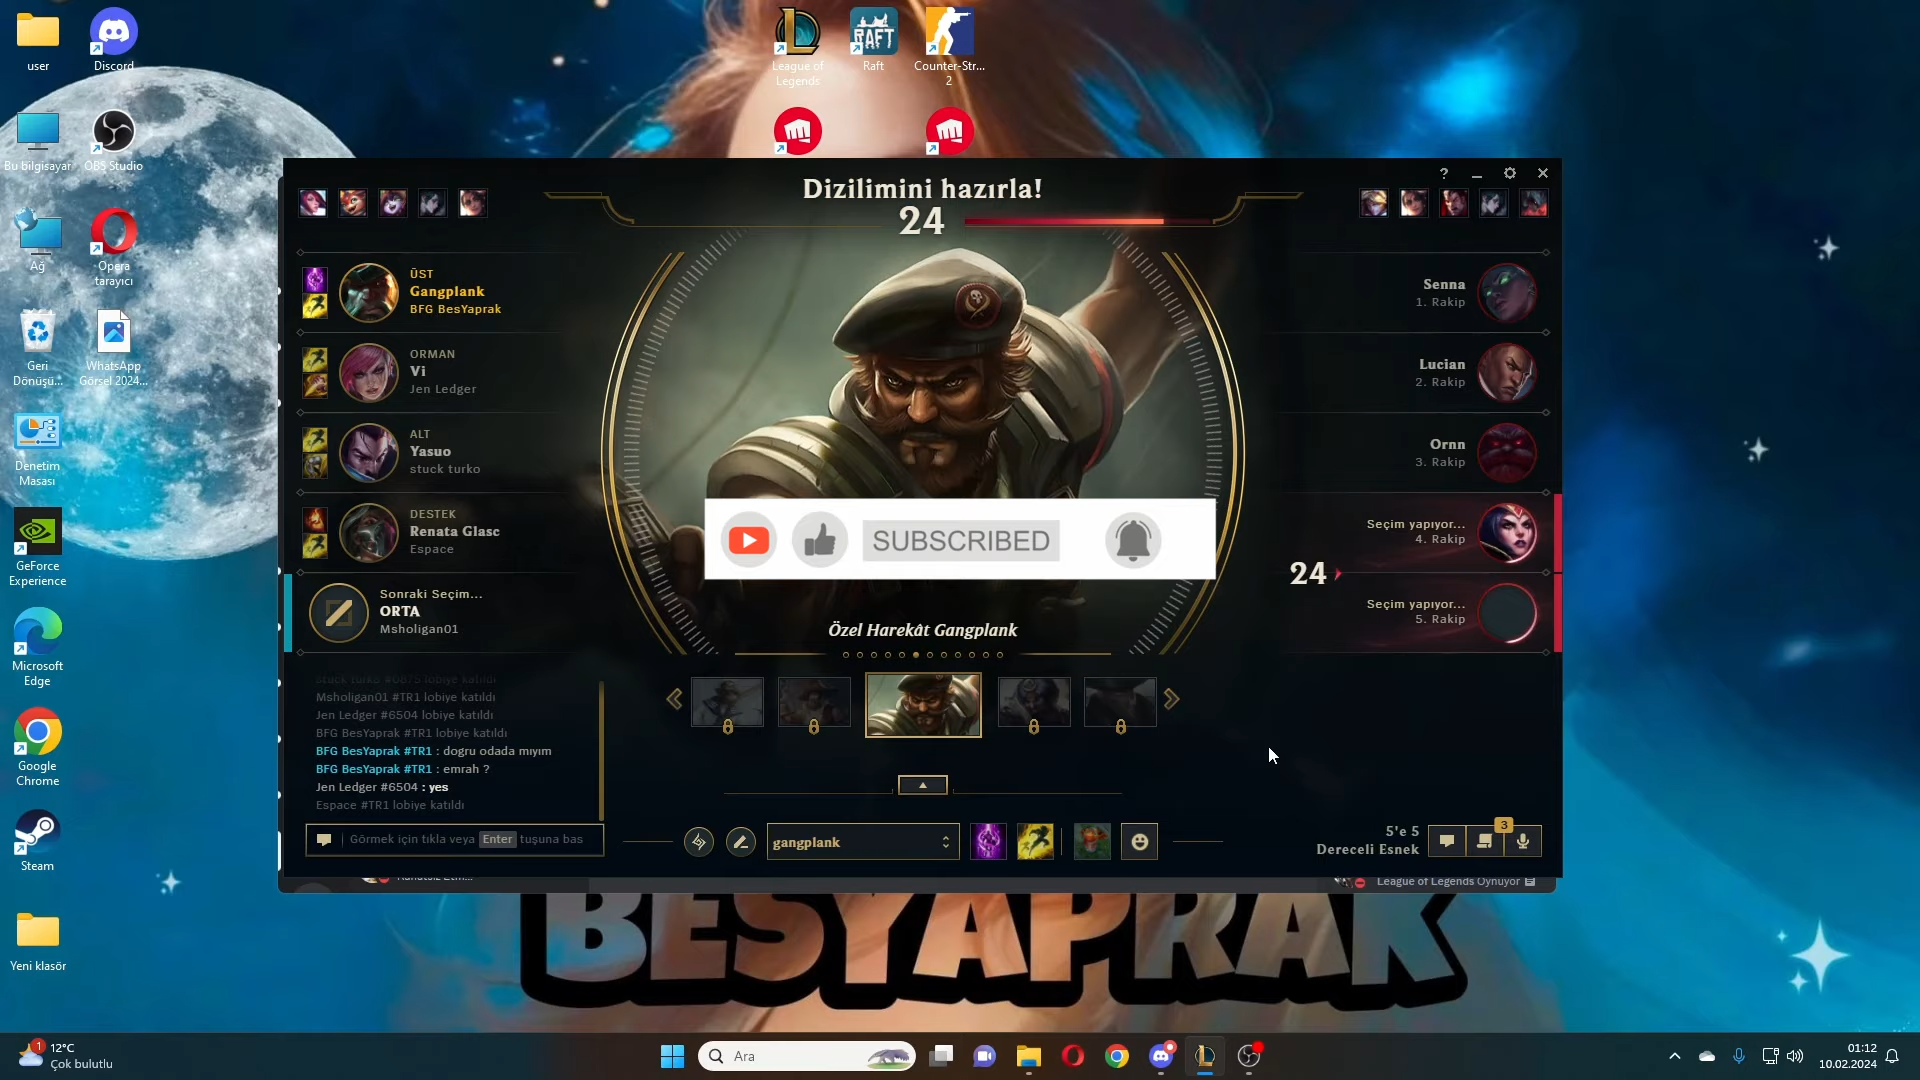 user
Discord
League of
Legends
Raft
Counter-Str...
2
Bu bilgisayar
OBS Studio
Ağ
Opera
tarayıcı
Geri
Dönüşü...
WhatsApp
Görsel 2024...
Denetim
Masası
GeForce
Experience
Microsoft
Edge
Google
Chrome
Steam
Yeni klasör
?
Dizilimini hazırla!
24
ÜST
Gangplank
BFG BesYaprak
ORMAN
Vi
Jen Ledger
ALT
Yasuo
stuck turko
DESTEK
Renata Glasc
Espace
Sonraki Seçim...
ORTA
Msholigan01
Senna
1. Rakip
Lucian
2. Rakip
Ornn
3. Rakip
Seçim yapıyor...
4. Rakip
24
Seçim yapıyor...
5. Rakip
SUBSCRIBED
Özel Harekât Gangplank
Msholigan01 #TR1 lobiye katıldı
Jen Ledger #6504 lobiye katıldı
BFG BesYaprak #TR1 lobiye katıldı
BFG BesYaprak #TR1 : dogru odada mıyım
BFG BesYaprak #TR1 : emrah ?
Jen Ledger #6504 : yes
Espace #TR1 lobiye katıldı
Görmek için tıkla veya Enter tuşuna bas
gangplank
5'e 5
Dereceli Esnek
3
League of Legends Oynuyor
BESYAPRAK
1
12°C
Çok bulutlu
Ara
01:12
10.02.2024